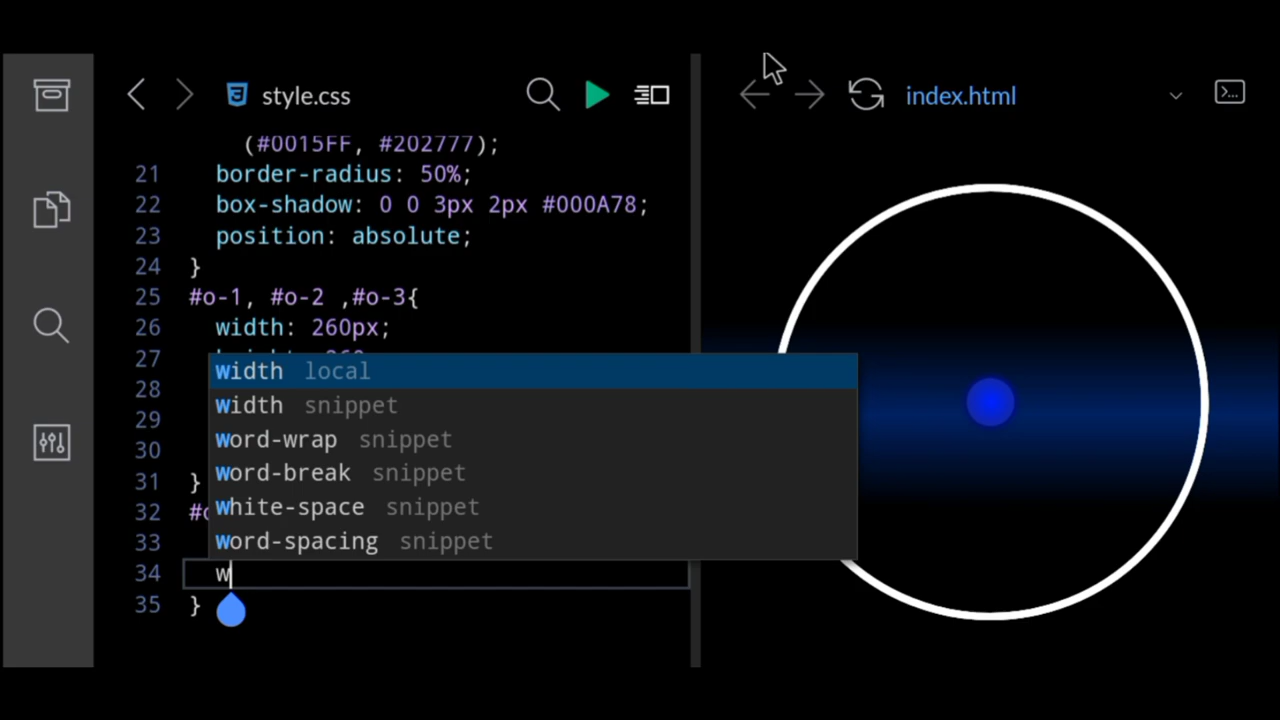 style.css
index.html
(#0015FF, #202777);
21 border-radius: 50%;
22 box-shadow: 0 0 3px 2px #000A78;
23 position: absolute;
24 }
25 #o-1, #o-2 ,#o-3{
26 width: 260px;
27
width local
28
width snippet
29
word-wrap snippet
30
word-break snippet
31 }
white-space snippet
32
word-spacing snippet
33
34 w
35 }